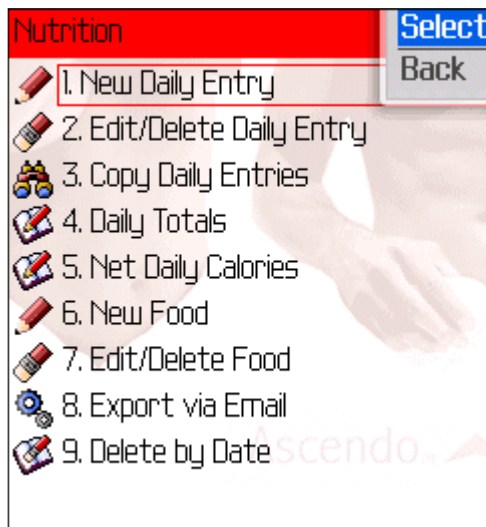 Nutrition
Select
Back
1. New Daily Entry
2. Edit/Delete Daily Entry
3. Copy Daily Entries
4. Daily Totals
5. Net Daily Calories
6. New Food
7. Edit/Delete Food
8. Export via Email
9. Delete by Date
Ascendo